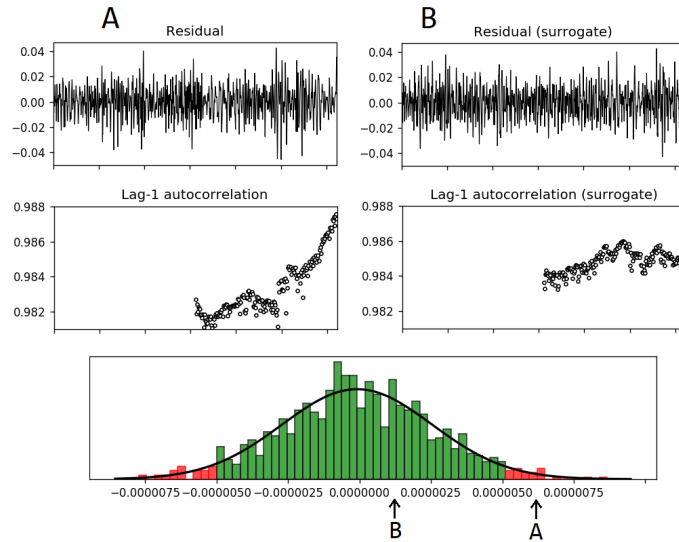 A B
Residual Residual (surrogate)
0.04 0.04
0.02 0.02
0.00 0.00
−0.02 −0.02
−0.04 −0.04
Lag-1 autocorrelation Lag-1 autocorrelation (surrogate)
0.988 0.988
0.986 0.986
0.984 0.984
0.982 0.982
−0.0000075 −0.0000050 −0.0000025 0.0000000 0.0000025 0.0000050 0.0000075
B A